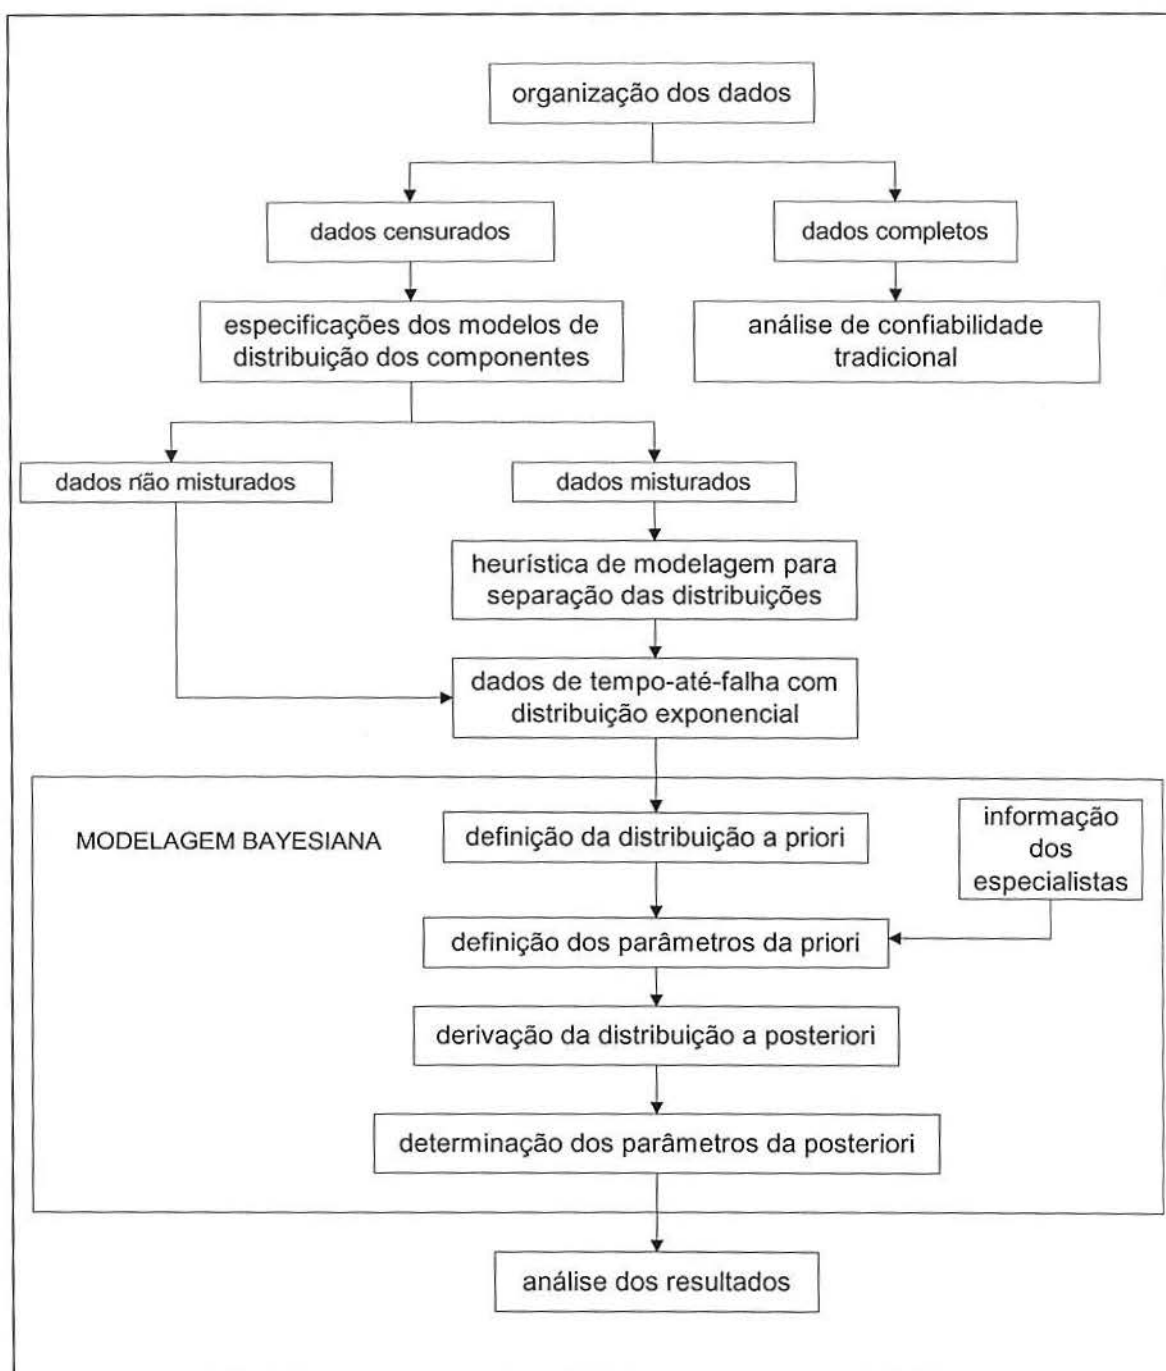 organização dos dados
dados censurados
dados completos
especificações dos modelos de
distribuição dos componentes
análise de confiabilidade
tradicional
dados não misturados
dados misturados
heurística de modelagem para
separação das distribuições
dados de tempo-até-falha com
distribuição exponencial
MODELAGEM BAYESIANA
definição da distribuição a priori
informação
dos
especialistas
definição dos parâmetros da priori
derivação da distribuição a posteriori
determinação dos parâmetros da posteriori
análise dos resultados